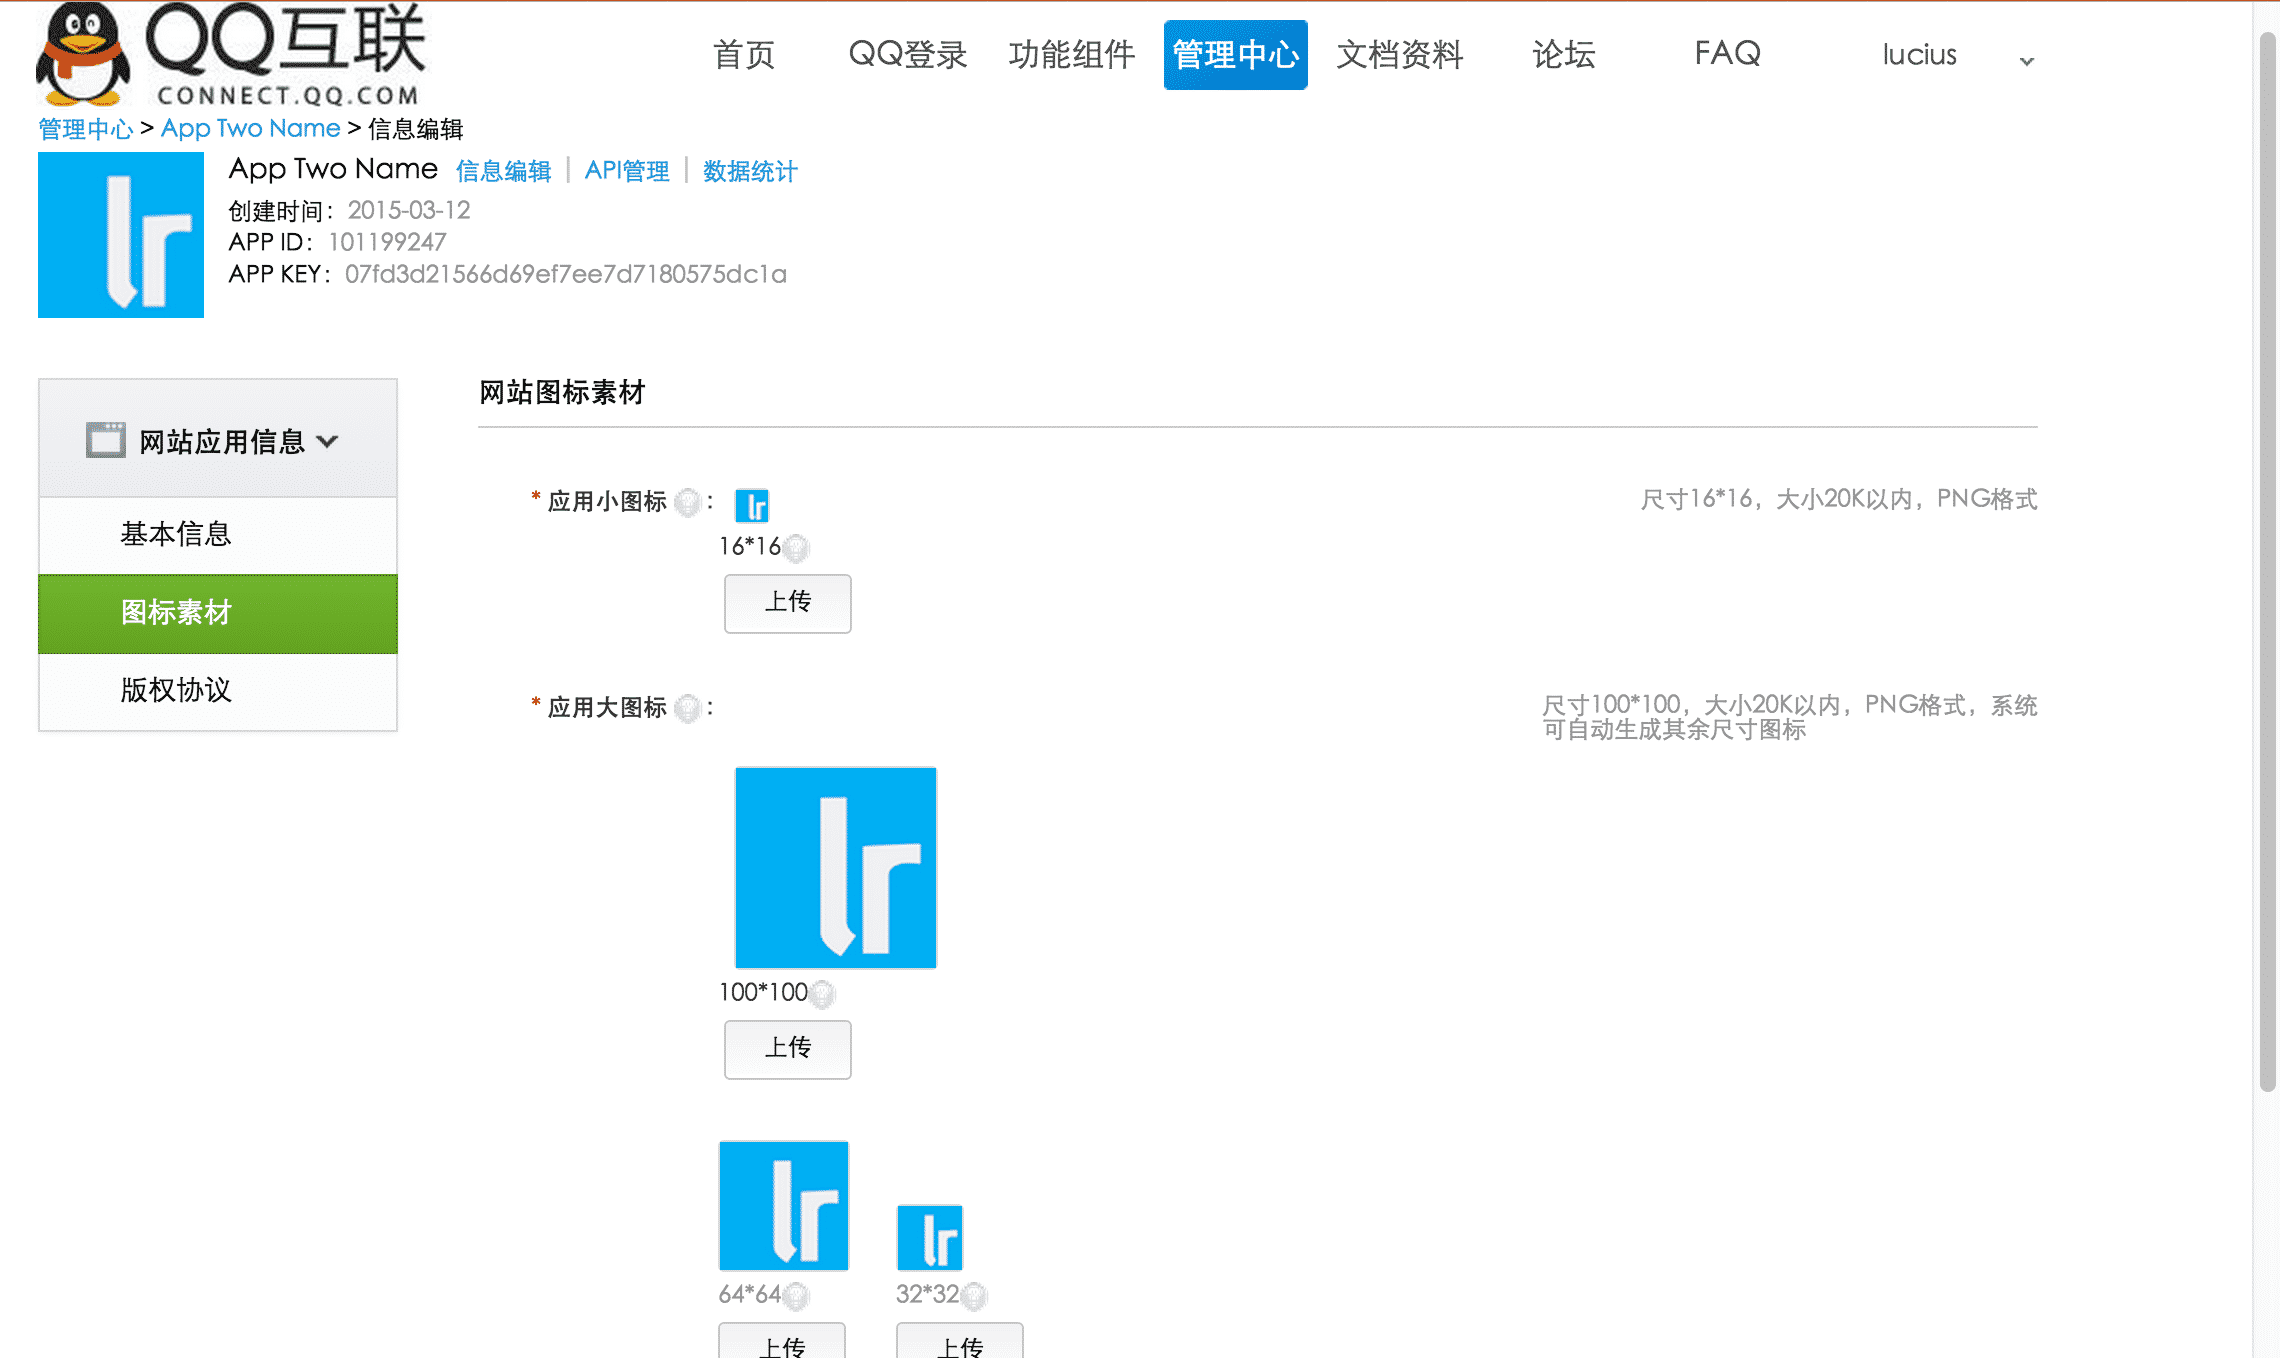 QQ互联
CONNECT.QQ.COM
首页 QQ登录 功能组件 管理中心 文档资料 论坛 FAQ lucius
管理中心 > App Two Name > 信息编辑
lr
App Two Name 信息编辑 | API管理 | 数据统计
创建时间： 2015-03-12
APP ID： 101199247
APP KEY： 07fd3d21566d69ef7ee7d7180575dc1a
网站应用信息
基本信息
图标素材
版权协议
网站图标素材
* 应用小图标 ： lr 尺寸16*16，大小20K以内，PNG格式
16*16
上传
* 应用大图标 ： 尺寸100*100，大小20K以内，PNG格式，系统
可自动生成其余尺寸图标
lr
100*100
上传
lr lr
64*64 32*32
上传 上传